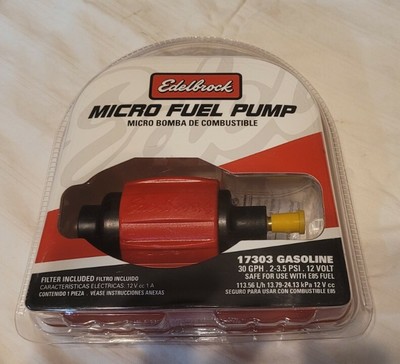 Edelbrock
MICRO FUEL PUMP
MICRO BOMBA DE COMBUSTIBLE
17303 GASOLINE
30 GPH . 2-3.5 PSI . 12 VOLT
SAFE FOR USE WITH E85 FUEL
113.56 L/H 13.79-24.13 kPa 12 V cc
SEGURO PARA USAR CON COMBUSTIBLE E85
FILTER INCLUDED FILTRO INCLUIDO
CARACTERISTICAS ELÉCTRICAS: 12 V cc 1 A
CONTENIDO 1 PIEZA . VÉASE INSTRUCCIONES ANEXAS